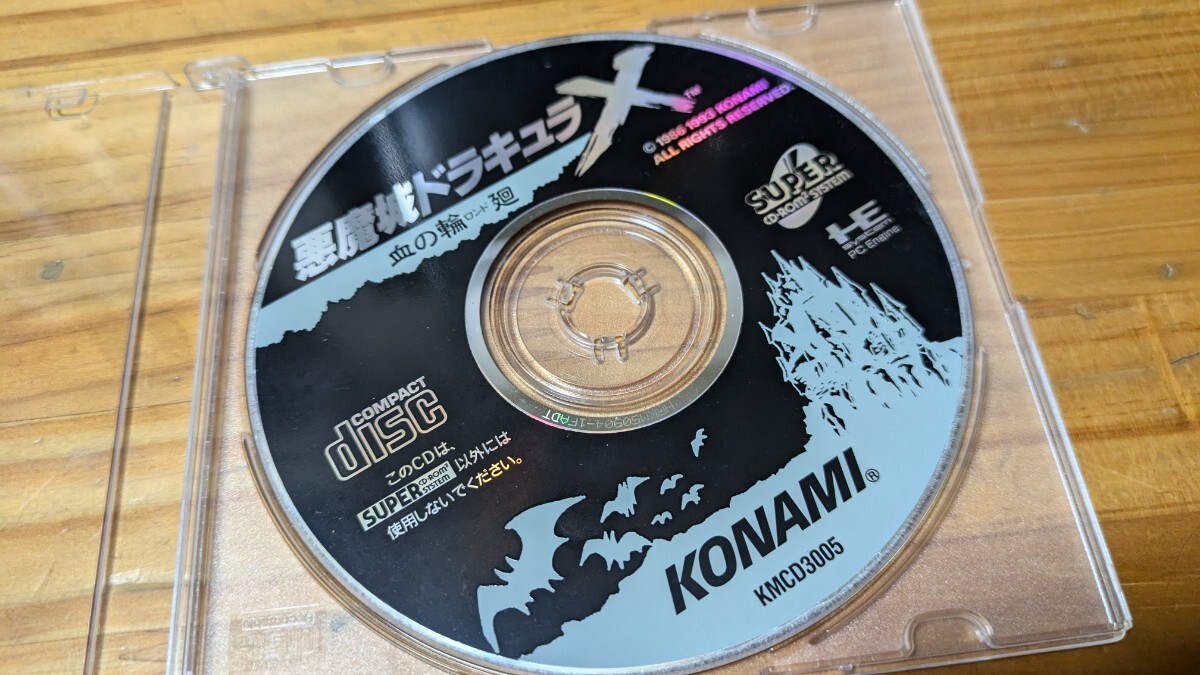 悪魔城ドラキュラX™
血の輪廻
ロンド
© 1986 1993 KONAMI
ALL RIGHTS RESERVED.
SUPER
CD-ROM² SYSTEM
HE
SYSTEM
PC Engine
COMPACT
disc
このCDは、
SUPER CD-ROM² SYSTEM 以外には
使用しないでください。
KONAMI®
KMCD3005